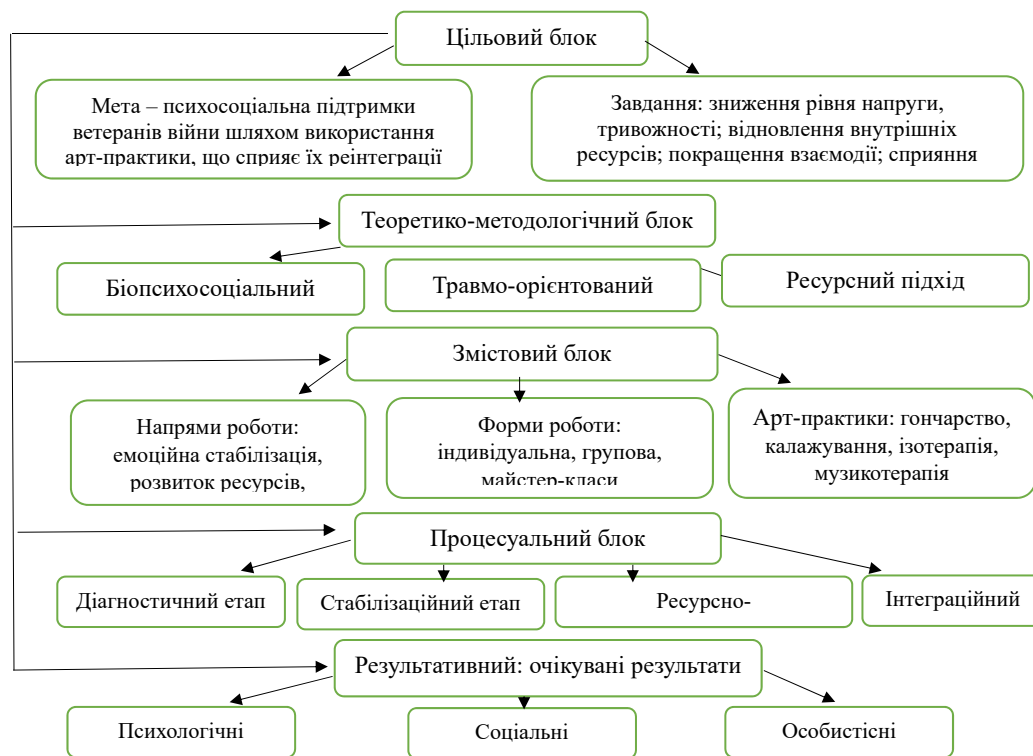 Цільовий блок
Мета – психосоціальна підтримки
ветеранів війни шляхом використання
арт-практики, що сприяє їх реінтеграції
Завдання: зниження рівня напруги,
тривожності; відновлення внутрішніх
ресурсів; покращення взаємодії; сприяння
Теоретико-методологічний блок
Біопсихосоціальний
Травмо-орієнтований
Ресурсний підхід
Змістовий блок
Напрями роботи:
емоційна стабілізація,
розвиток ресурсів,
Форми роботи:
індивідуальна, групова,
майстер-класи
Арт-практики: гончарство,
калажування, ізотерапія,
музикотерапія
Процесуальний блок
Діагностичний етап
Стабілізаційний етап
Ресурсно-
Інтеграційний
Результативний: очікувані результати
Психологічні
Соціальні
Особистісні